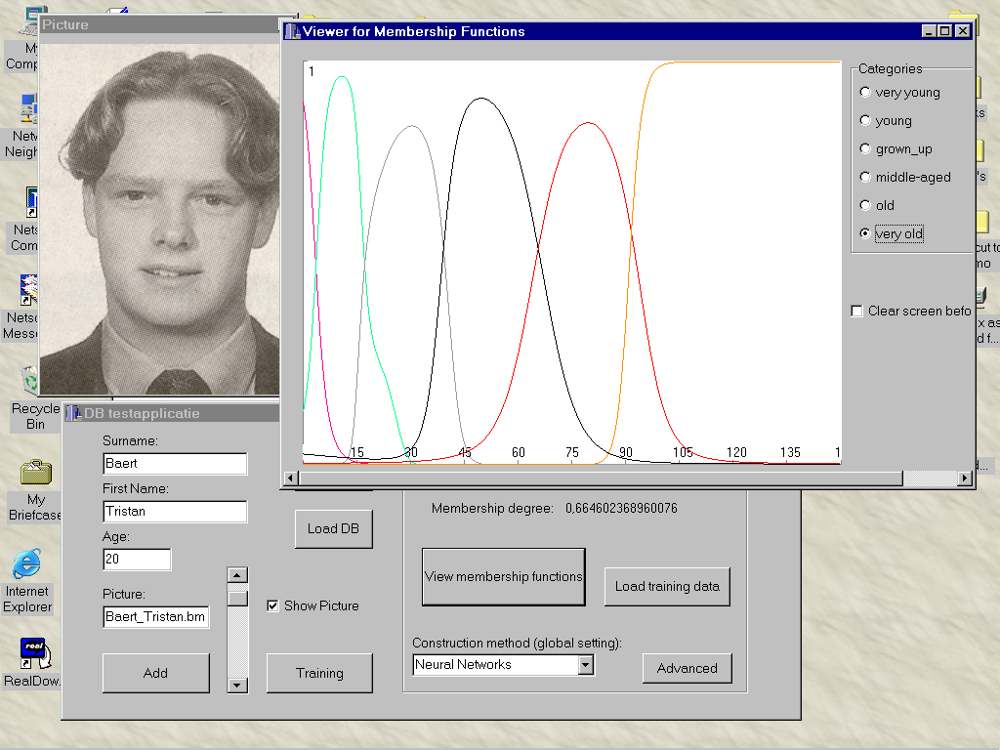 Picture
Viewer for Membership Functions
My
Comp
Netw
Neigh
Nets
Com
Netsc
Messe
Recycle
Bin
My
Briefcase
Internet
Explorer
RealDow...
real
1
15 30 45 60 75 90 105 120 135 1
Categories
very young
young
grown_up
middle-aged
old
very old
Clear screen befo
ks
's
cut to
mo
x as
d f...
d...
DB testapplicatie
Surname:
Baert
First Name:
Tristan
Age:
20
Picture:
Baert_Tristan.bm
Add
Load DB
Show Picture
Training
Membership degree: 0,664602368960076
View membership functions
Load training data
Construction method (global setting):
Neural Networks
Advanced